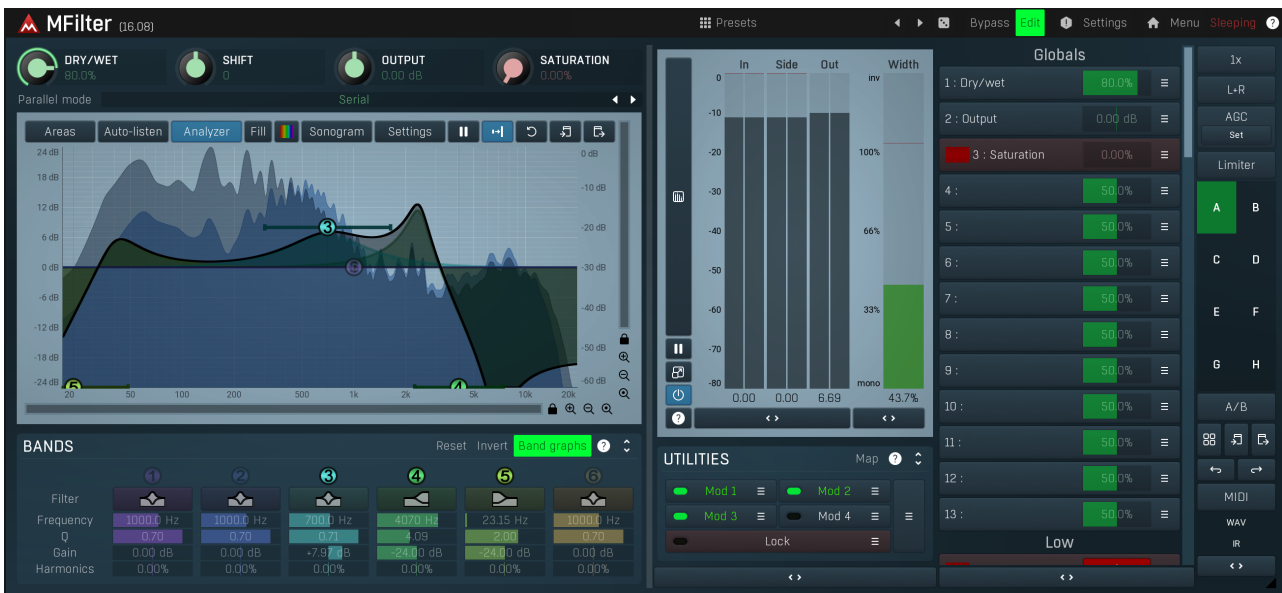 MFilter (16.08) Presets Bypass Edit Settings Menu Sleeping ?
DRY/WET
80.0%
SHIFT
0
OUTPUT
0.00 dB
SATURATION
0.00%
Parallel mode Serial
Areas Auto-listen Analyzer Fill Sonogram Settings
24 dB
18 dB
12 dB
6 dB
0 dB
-6 dB
-12 dB
-18 dB
-24 dB
0 dB
-10 dB
-20 dB
-30 dB
-40 dB
-50 dB
-60 dB
3
6
5
4
20 50 100 200 500 1k 2k 5k 10k 20k
BANDS Reset Invert Band graphs ?
1 2 3 4 5 6
Filter
Frequency 1000.0 Hz 1000.0 Hz 700.0 Hz 4070 Hz 23.15 Hz 1000.0 Hz
Q 0.70 0.70 0.71 4.09 2.00 0.70
Gain 0.00 dB 0.00 dB +7.97 dB -24.00 dB -24.00 dB 0.00 dB
Harmonics 0.00% 0.00% 0.00% 0.00% 0.00% 0.00%
In Side Out Width
0
-10
-20
-30
-40
-50
-60
-70
-80
inv
100%
66%
33%
mono
0.00 0.00 6.69 43.7%
?
UTILITIES Map ?
Mod 1 Mod 2
Mod 3 Mod 4
Lock
Globals
1 : Dry/wet 80.0%
2 : Output 0.00 dB
3 : Saturation 0.00%
4 : 50.0%
5 : 50.0%
6 : 50.0%
7 : 50.0%
8 : 50.0%
9 : 50.0%
10 : 50.0%
11 : 50.0%
12 : 50.0%
13 : 50.0%
Low
1x
L+R
AGC
Set
Limiter
A B
C D
E F
G H
A/B
MIDI
WAV
IR